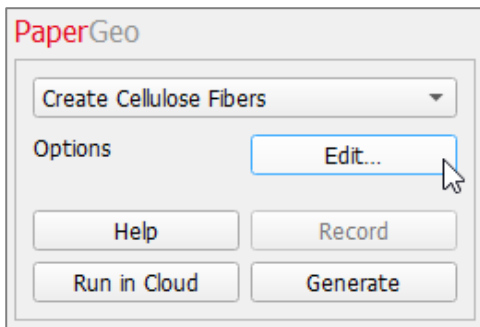 PaperGeo
Create Cellulose Fibers
Options Edit...
Help Record
Run in Cloud Generate